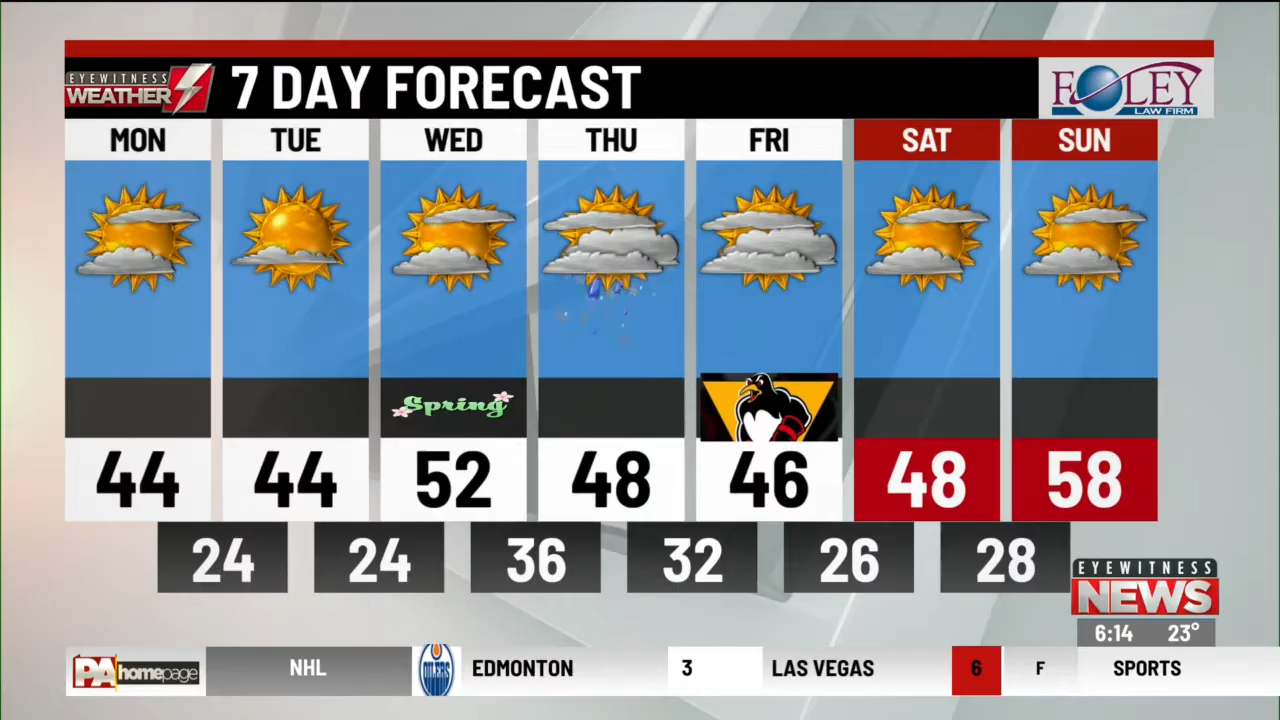 EYEWITNESS
WEATHER
7 DAY FORECAST
FOLEY
LAW FIRM
MON TUE WED THU FRI SAT SUN
Spring
44 44 52 48 46 48 58
24 24 36 32 26 28
EYEWITNESS
NEWS
6:14 23°
PA homepage NHL OILERS EDMONTON 3 LAS VEGAS 6 F SPORTS